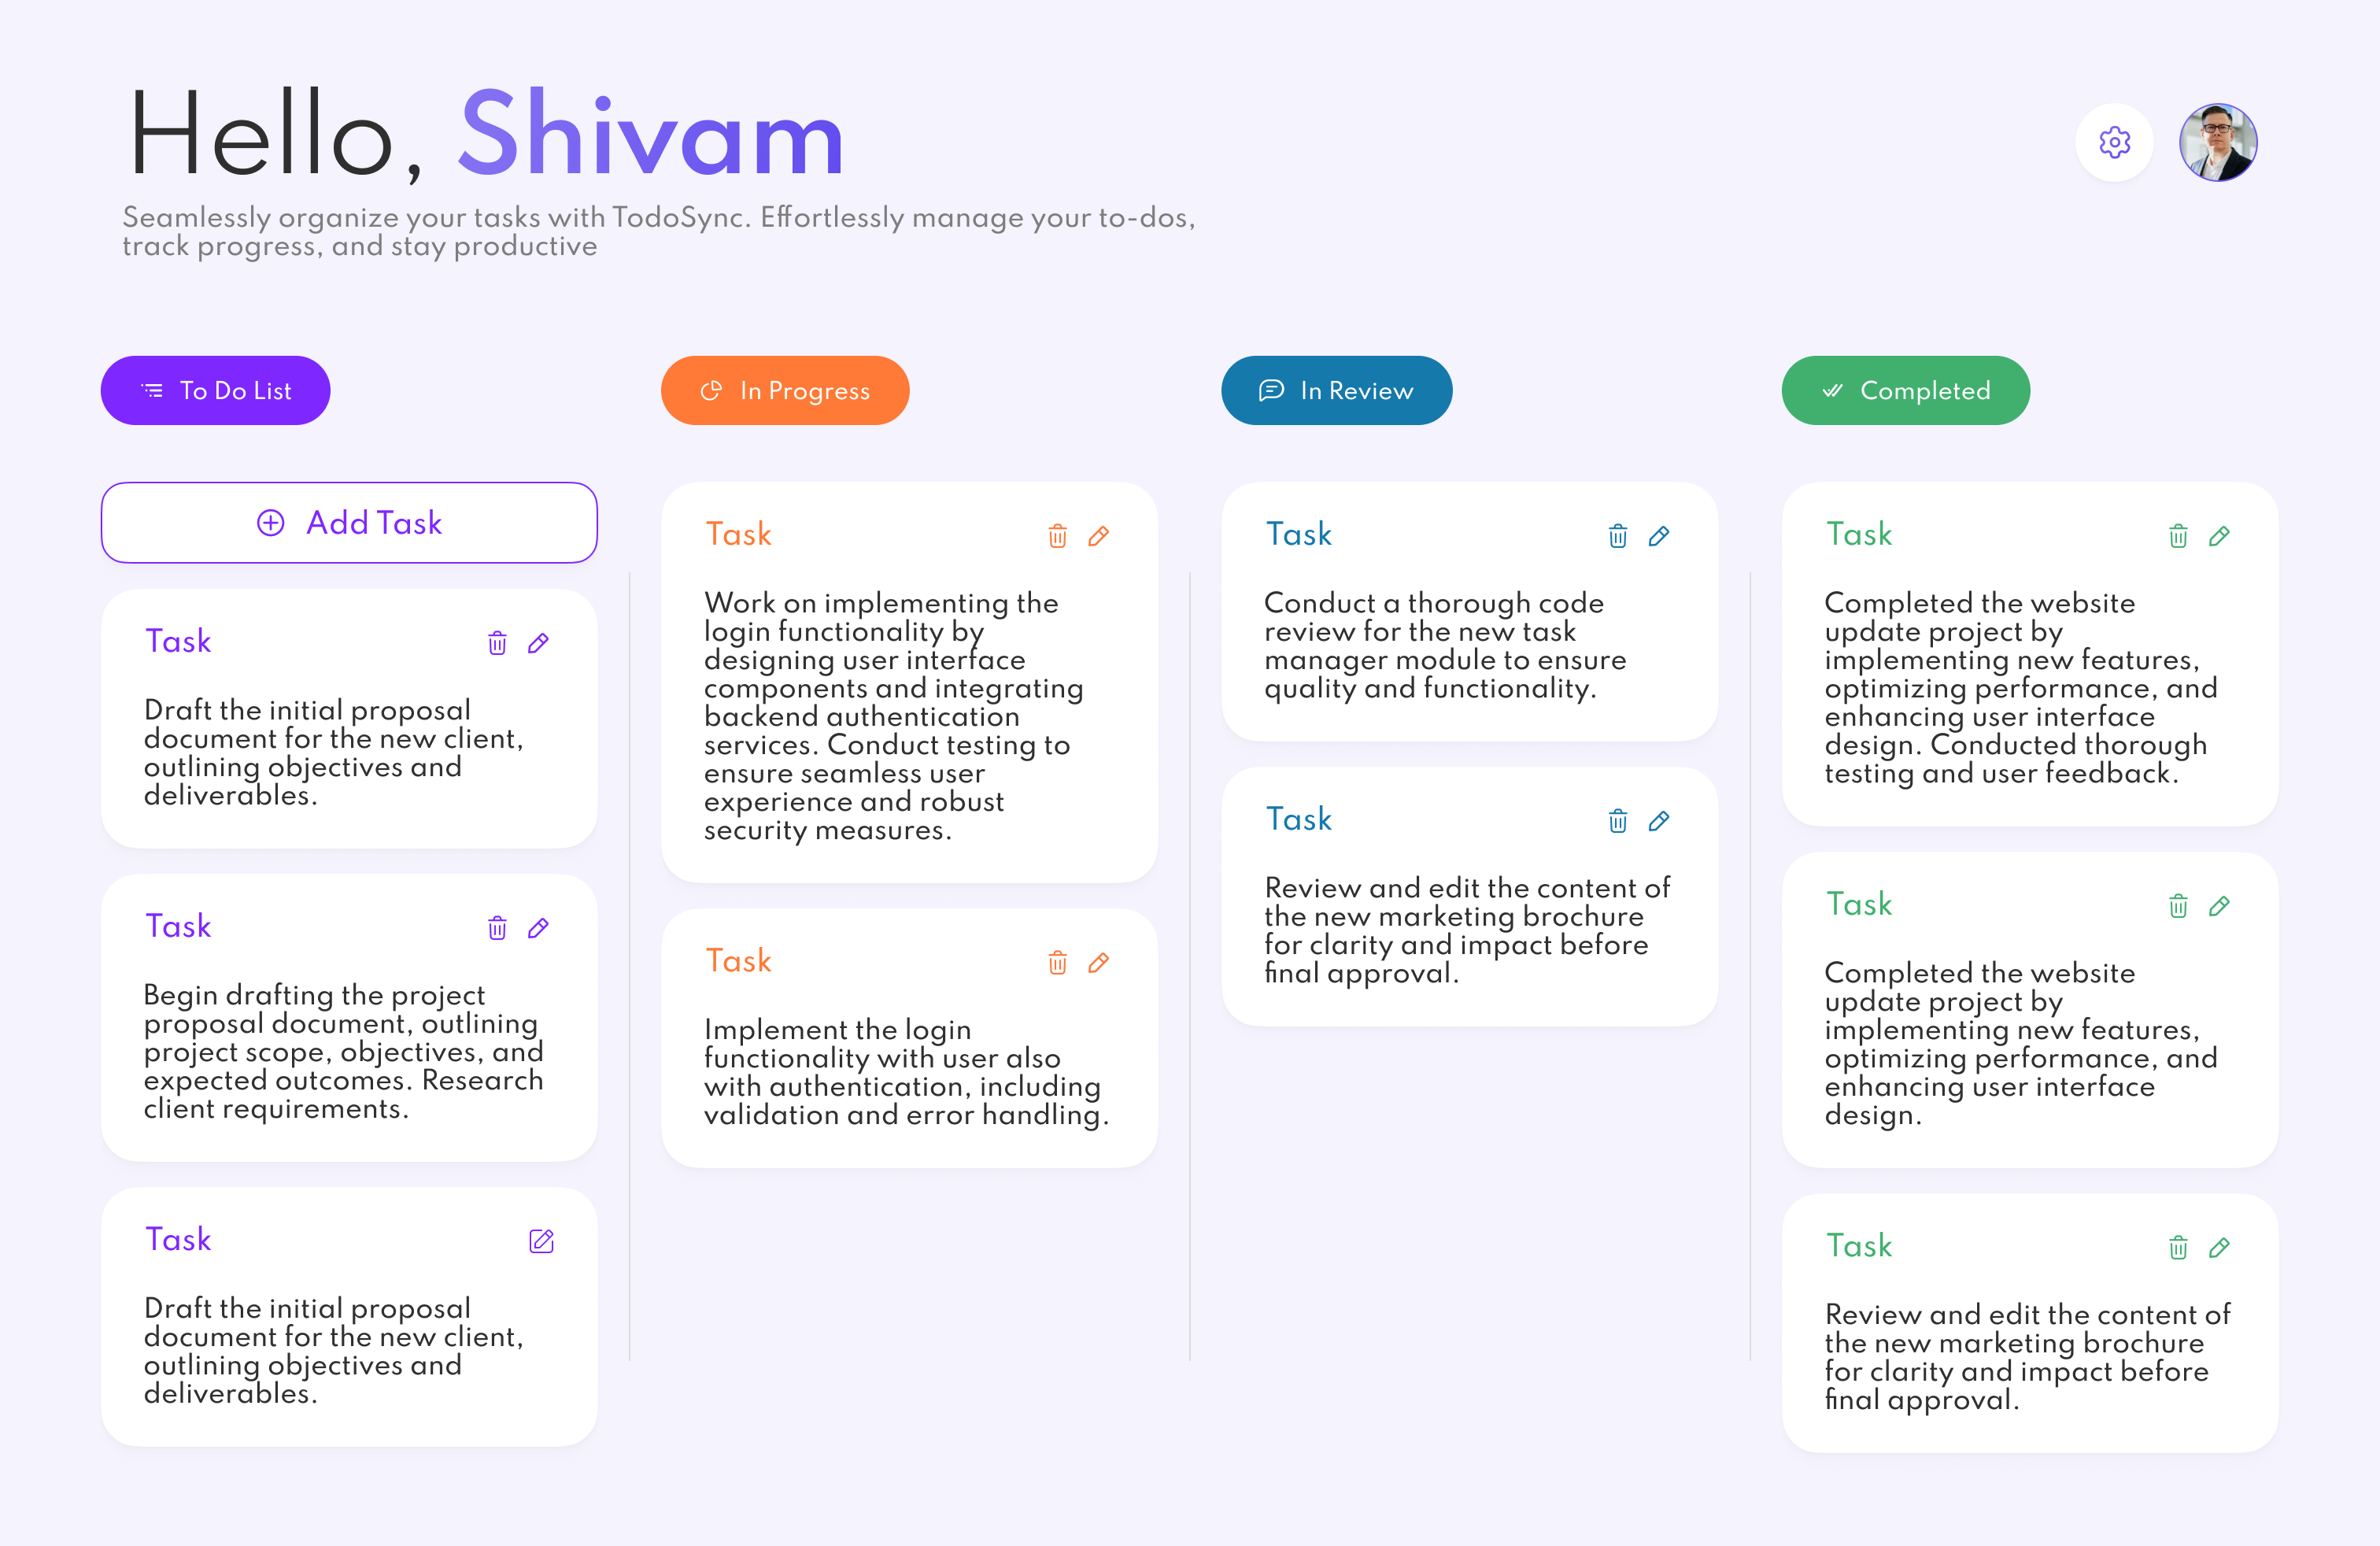 Hello, Shivam
Seamlessly organize your tasks with TodoSync. Effortlessly manage your to-dos,
track progress, and stay productive
To Do List
Add Task
Task
Draft the initial proposal
document for the new client,
outlining objectives and
deliverables.
Task
Begin drafting the project
proposal document, outlining
project scope, objectives, and
expected outcomes. Research
client requirements.
Task
Draft the initial proposal
document for the new client,
outlining objectives and
deliverables.
In Progress
Task
Work on implementing the
login functionality by
designing user interface
components and integrating
backend authentication
services. Conduct testing to
ensure seamless user
experience and robust
security measures.
Task
Implement the login
functionality with user also
with authentication, including
validation and error handling.
In Review
Task
Conduct a thorough code
review for the new task
manager module to ensure
quality and functionality.
Task
Review and edit the content of
the new marketing brochure
for clarity and impact before
final approval.
Completed
Task
Completed the website
update project by
implementing new features,
optimizing performance, and
enhancing user interface
design. Conducted thorough
testing and user feedback.
Task
Completed the website
update project by
implementing new features,
optimizing performance, and
enhancing user interface
design.
Task
Review and edit the content of
the new marketing brochure
for clarity and impact before
final approval.